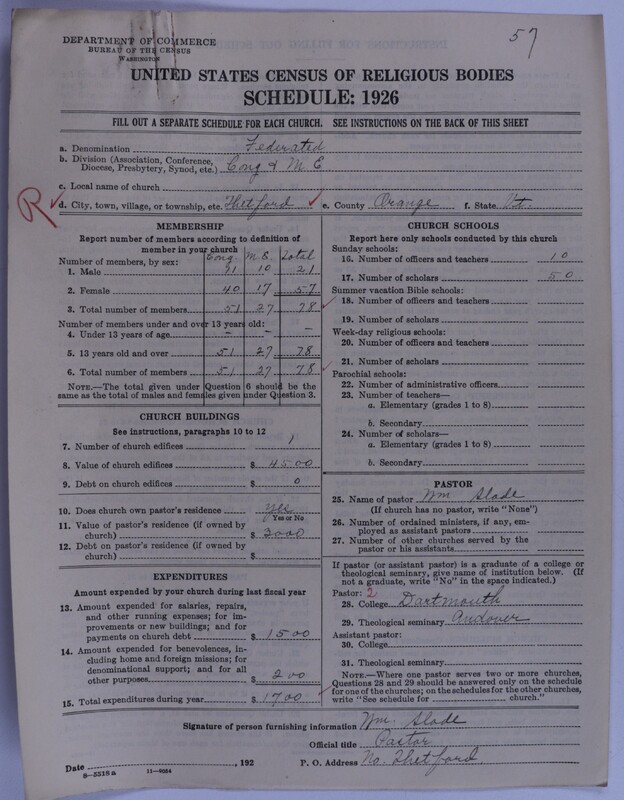 57
DEPARTMENT OF COMMERCE
BUREAU OF THE CENSUS
WASHINGTON
UNITED STATES CENSUS OF RELIGIOUS BODIES
SCHEDULE: 1926
FILL OUT A SEPARATE SCHEDULE FOR EACH CHURCH. SEE INSTRUCTIONS ON THE BACK OF THIS SHEET
a. Denomination Federated
b. Division (Association, Conference, Diocese, Presbytery, Synod, etc.) Cong & M E
c. Local name of church
R d. City, town, village, or township, etc. Thetford e. County Orange f. State Vt.
MEMBERSHIP
Report number of members according to definition of
member in your church
Cong. M.E. total
Number of members, by sex:
1. Male 11 10 21
2. Female 40 17 57
3. Total number of members 51 27 78
Number of members under and over 13 years old:
4. Under 13 years of age – – –
5. 13 years old and over 51 27 78
6. Total number of members 51 27 78
NOTE.—The total given under Question 6 should be the
same as the total of males and females given under Question 3.
CHURCH BUILDINGS
See instructions, paragraphs 10 to 12
7. Number of church edifices 1
8. Value of church edifices $ 4500
9. Debt on church edifices $ 0
10. Does church own pastor's residence Yes
Yes or No
11. Value of pastor's residence (if owned by
church) $ 3000
12. Debt on pastor's residence (if owned by
church) $
EXPENDITURES
Amount expended by your church during last fiscal year
13. Amount expended for salaries, repairs,
and other running expenses; for im-
provements or new buildings; and for
payments on church debt $ 1500
14. Amount expended for benevolences, in-
cluding home and foreign missions; for
denominational support; and for all
other purposes $ 200
15. Total expenditures during year $ 1700
CHURCH SCHOOLS
Report here only schools conducted by this church
Sunday schools:
16. Number of officers and teachers 10
17. Number of scholars 50
Summer vacation Bible schools:
18. Number of officers and teachers
19. Number of scholars
Week-day religious schools:
20. Number of officers and teachers
21. Number of scholars
Parochial schools:
22. Number of administrative officers
23. Number of teachers—
a. Elementary (grades 1 to 8)
b. Secondary
24. Number of scholars—
a. Elementary (grades 1 to 8)
b. Secondary
PASTOR
25. Name of pastor Wm Slade
(If church has no pastor, write "None")
26. Number of ordained ministers, if any, em-
ployed as assistant pastors
27. Number of other churches served by the
pastor or his assistants
If pastor (or assistant pastor) is a graduate of a college or
theological seminary, give name of institution below. (If
not a graduate, write "No" in the space indicated.)
Pastor: 2
28. College Dartmouth
29. Theological seminary Andover
Assistant pastor:
30. College
31. Theological seminary
NOTE.—Where one pastor serves two or more churches,
Questions 28 and 29 should be answered only on the schedule
for one of the churches; on the schedules for the other churches,
write "See schedule for church."
Signature of person furnishing information Wm. Slade
Official title Pastor
Date , 192 P. O. Address No. Thetford
8—5318a 11—9624